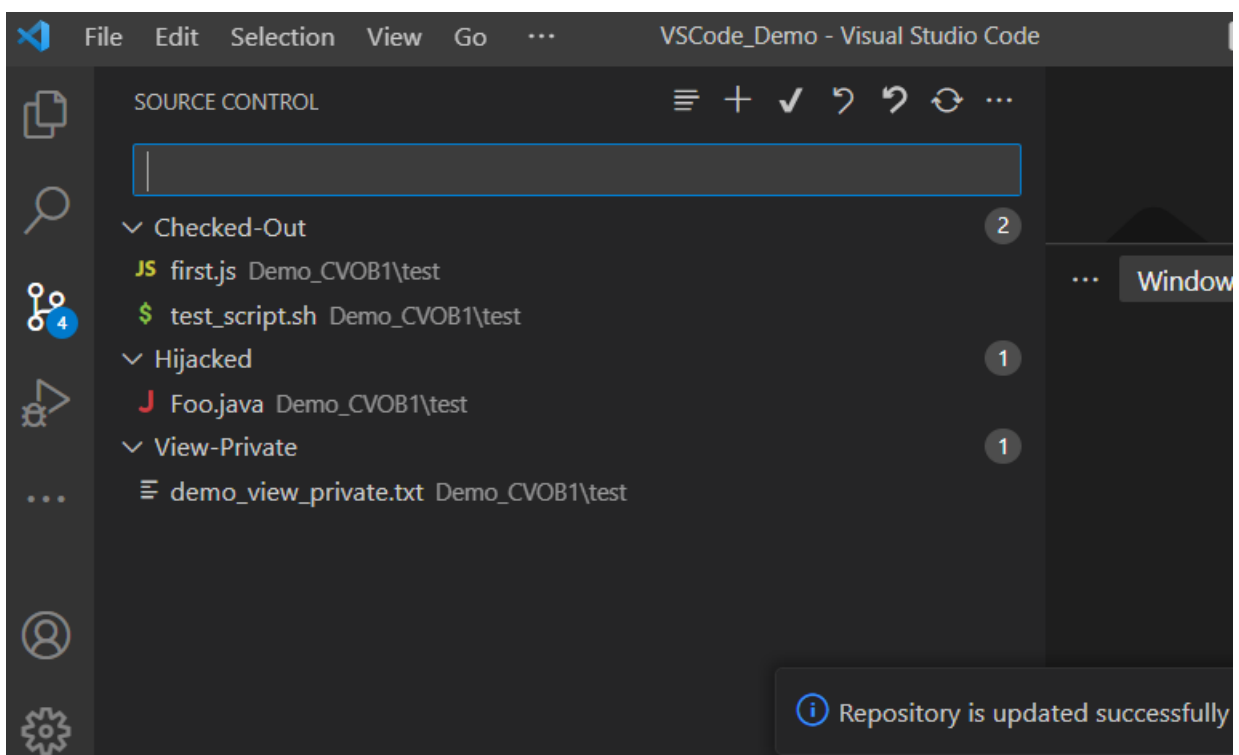 File Edit Selection View Go ··· VSCode_Demo - Visual Studio Code
SOURCE CONTROL
Checked-Out 2
JS first.js Demo_CVOB1\test
$ test_script.sh Demo_CVOB1\test
4
··· Window
Hijacked 1
J Foo.java Demo_CVOB1\test
View-Private 1
demo_view_private.txt Demo_CVOB1\test
Repository is updated successfully